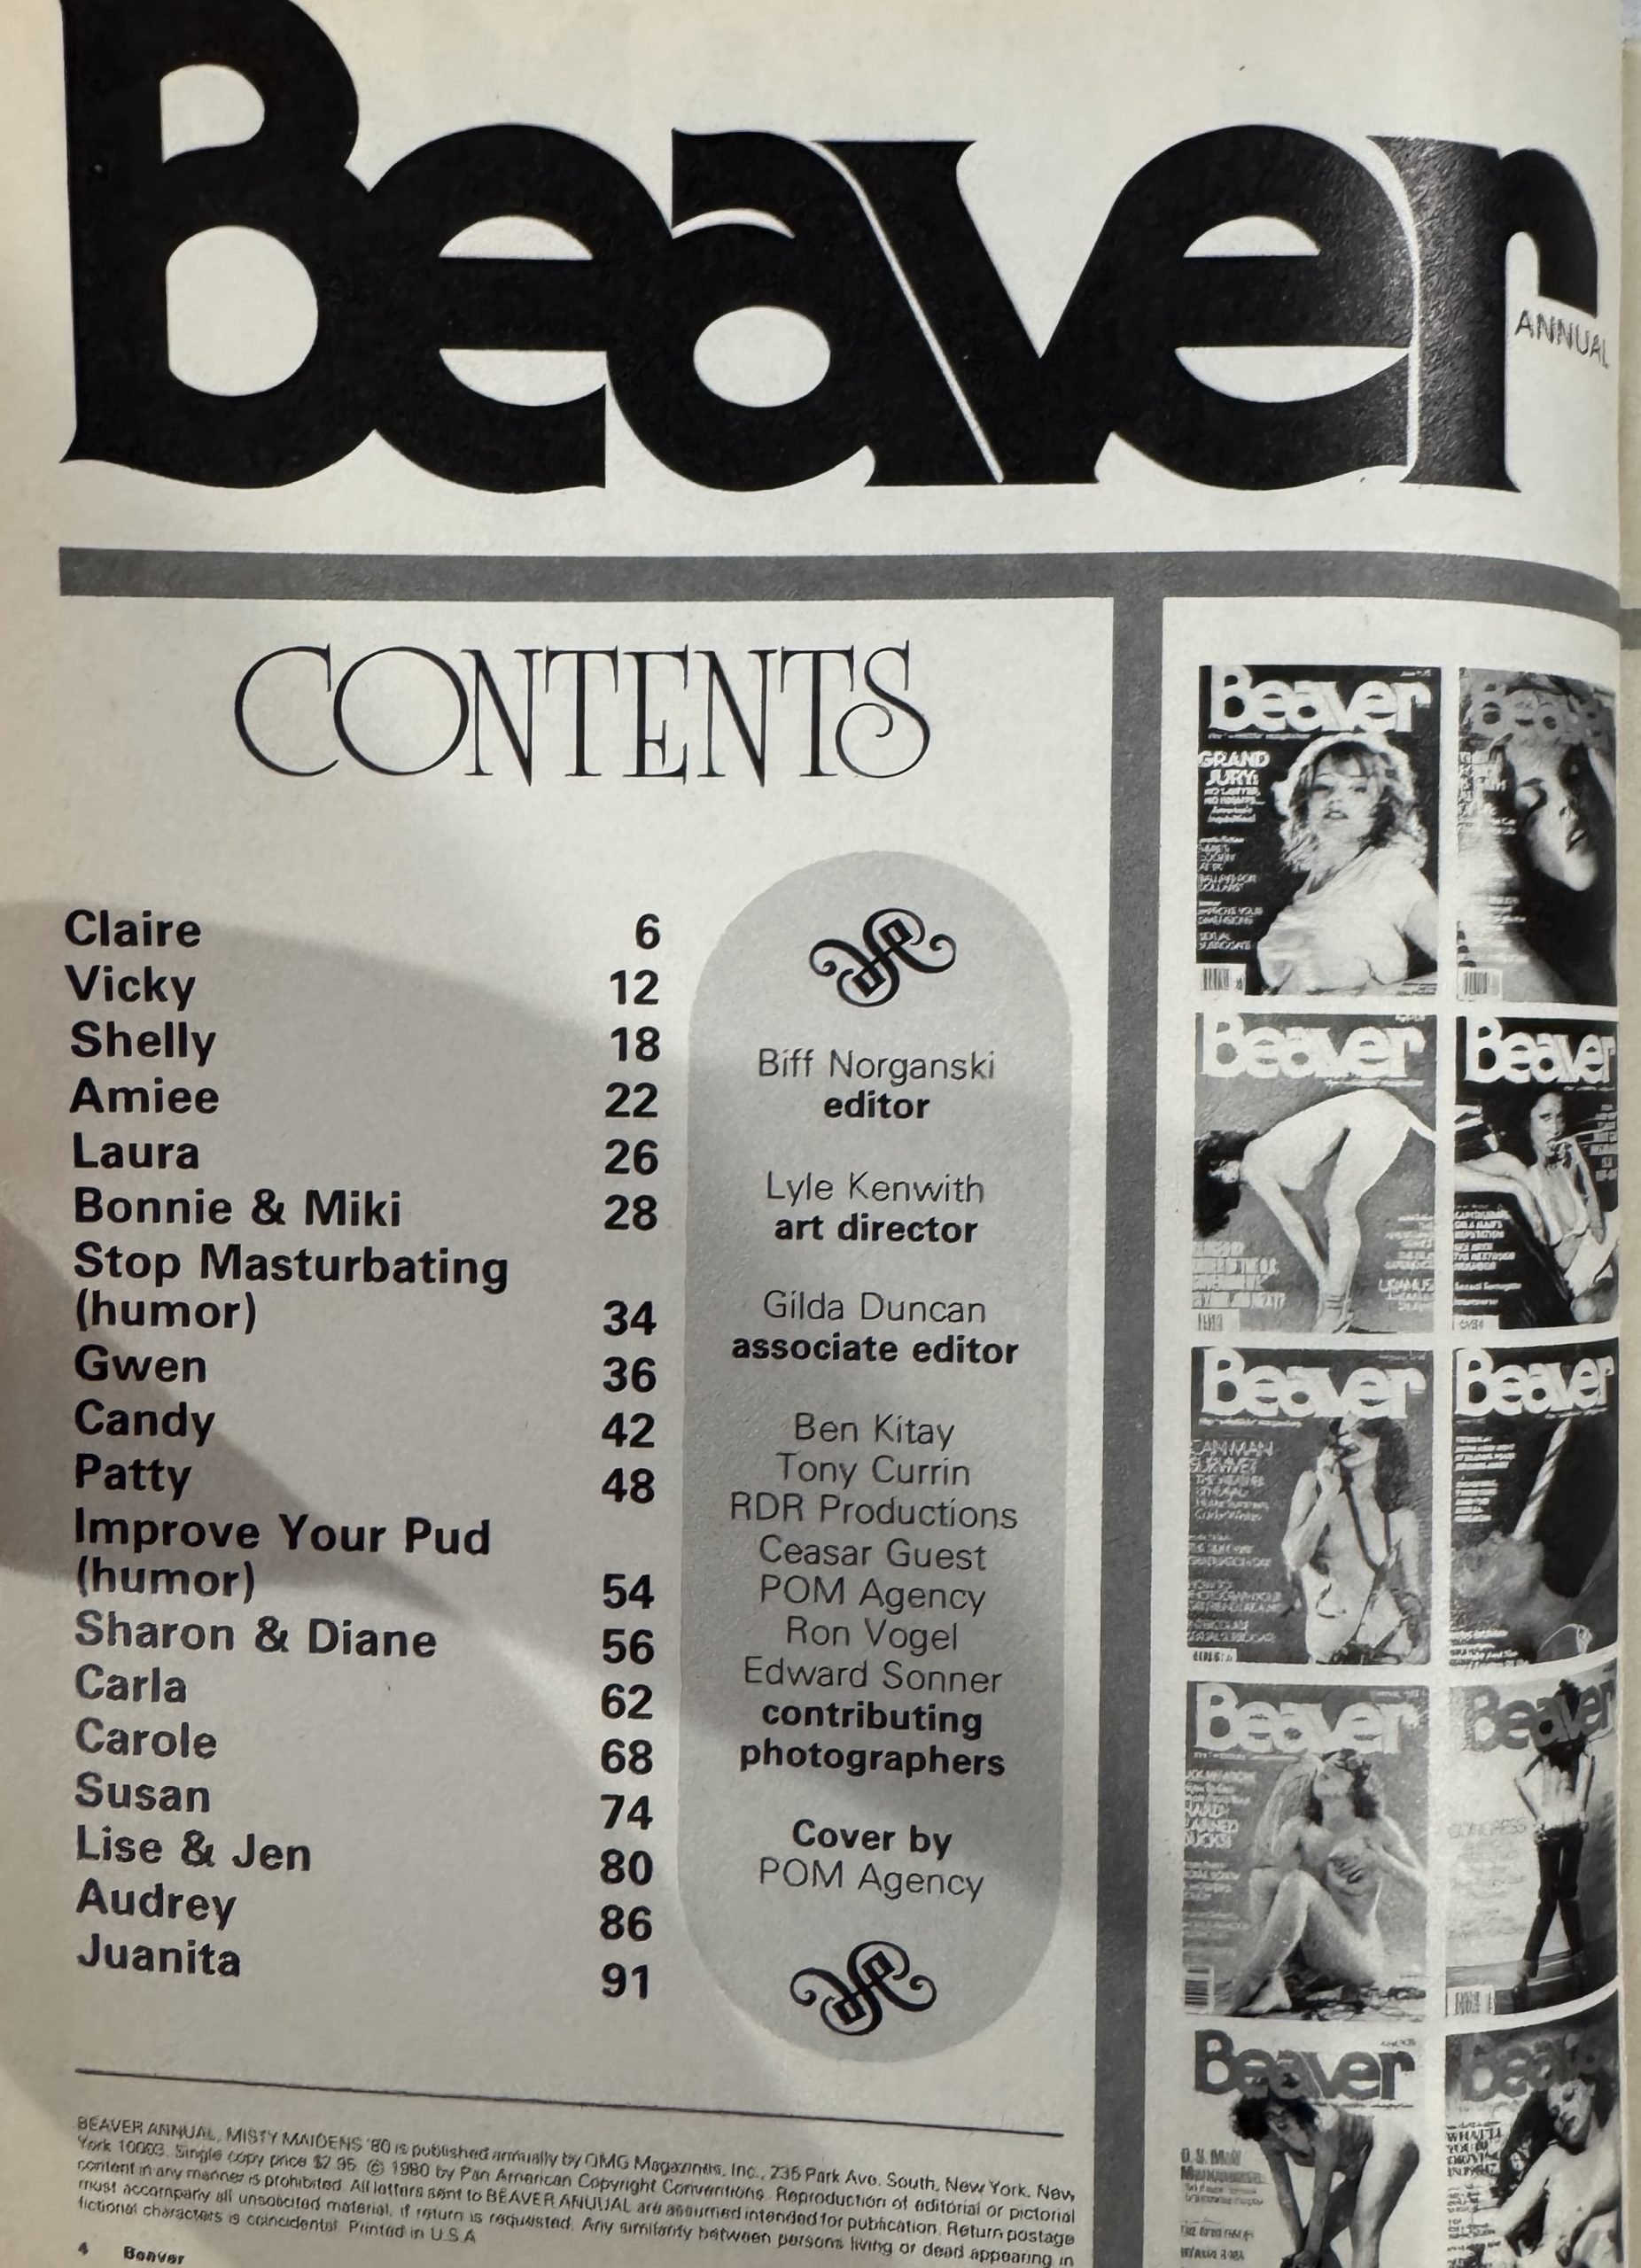 Beaver
ANNUAL
CONTENTS
Claire 6
Vicky 12
Shelly 18
Amiee 22
Laura 26
Bonnie & Miki 28
Stop Masturbating
(humor) 34
Gwen 36
Candy 42
Patty 48
Improve Your Pud
(humor) 54
Sharon & Diane 56
Carla 62
Carole 68
Susan 74
Lise & Jen 80
Audrey 86
Juanita 91
Biff Norganski
editor
Lyle Kenwith
art director
Gilda Duncan
associate editor
Ben Kitay
Tony Currin
RDR Productions
Ceasar Guest
POM Agency
Ron Vogel
Edward Sonner
contributing
photographers
Cover by
POM Agency
Beaver
GRAND
JURY:
Beaver
Beaver
Beaver
CAN MAN
SURVIVE?
Beaver
Beaver
Beaver
CONGRESS
Beaver
BEAVER ANNUAL, MISTY MAIDENS '80 is published annually by OMG Magazines, Inc., 235 Park Ave. South, New York, New
York 10003. Single copy price $2.95. © 1980 by Pan American Copyright Conventions. Reproduction of editorial or pictorial
content in any manner is prohibited. All letters sent to BEAVER ANUUAL are assumed intended for publication. Return postage
must accompany all unsolicited material, if return is requested. Any similarity between persons living or dead appearing in
fictional characters is coincidental. Printed in U.S.A
4 Beaver